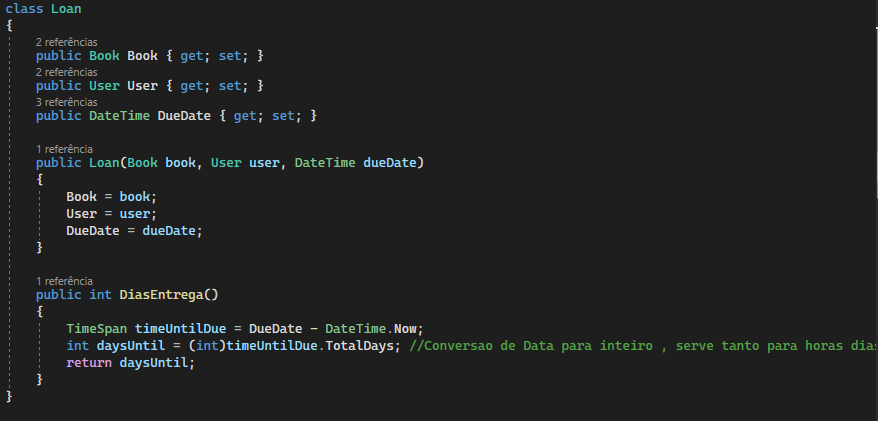 class Loan
{
2 referências
public Book Book { get; set; }
2 referências
public User User { get; set; }
3 referências
public DateTime DueDate { get; set; }
1 referência
public Loan(Book book, User user, DateTime dueDate)
{
Book = book;
User = user;
DueDate = dueDate;
}
1 referência
public int DiasEntrega()
{
TimeSpan timeUntilDue = DueDate - DateTime.Now;
int daysUntil = (int)timeUntilDue.TotalDays; //Conversao de Data para inteiro , serve tanto para horas dia
return daysUntil;
}
}